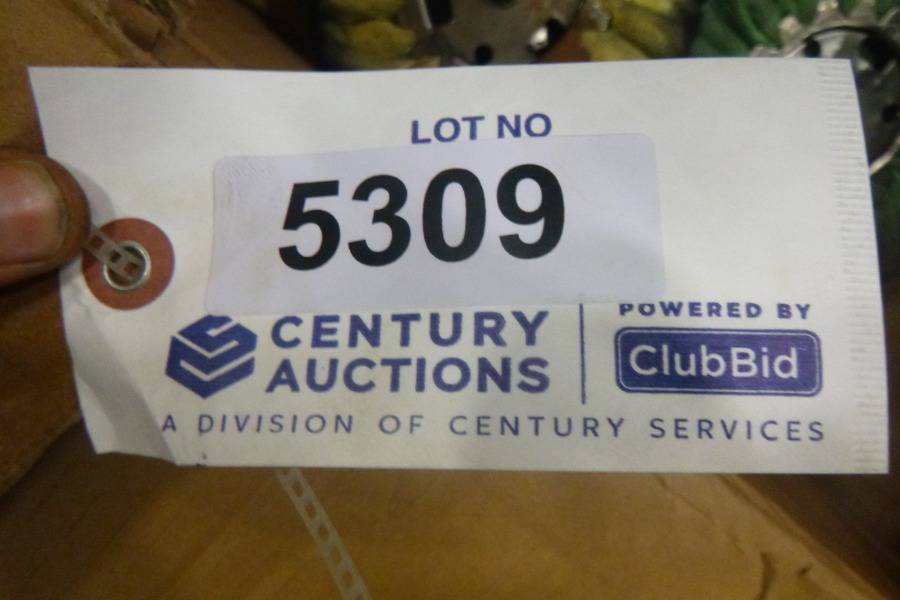 LOT NO
5309
CENTURY
AUCTIONS
POWERED BY
ClubBid
A DIVISION OF CENTURY SERVICES